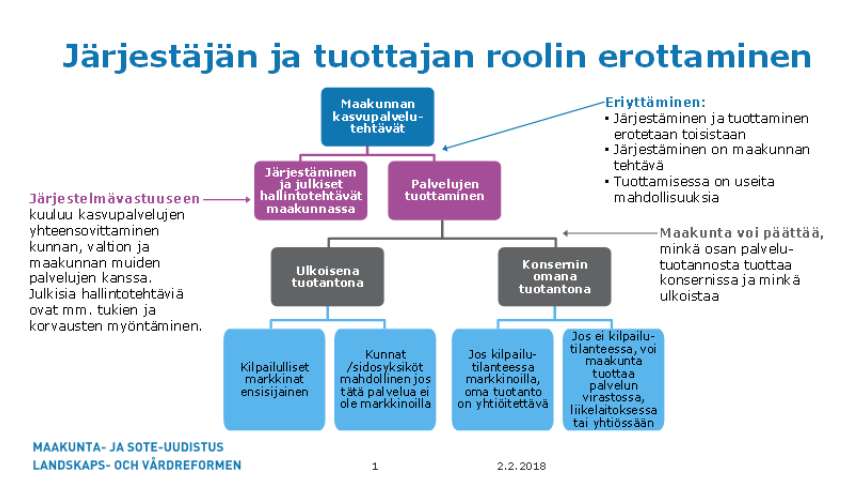 Järjestäjän ja tuottajan roolin erottaminen
Maakunnan
kasvupalvelu-
tehtävät
Eriyttäminen:
• Järjestäminen ja tuottaminen
erotetaan toisistaan
• Järjestäminen on maakunnan
tehtävä
• Tuottamisessa on useita
mahdollisuuksia
Järjestäminen
ja julkiset
hallintotehtävät
maakunnassa
Palvelujen
tuottaminen
Järjestelmävastuuseen
kuuluu kasvupalvelujen
yhteensovittaminen
kunnan, valtion ja
maakunnan muiden
palvelujen kanssa.
Julkisia hallintotehtäviä
ovat mm. tukien ja
korvausten myöntäminen.
Maakunta voi päättää,
minkä osan palvelu-
tuotannosta tuottaa
konsernissa ja minkä
ulkoistaa
Ulkoisena
tuotantona
Konsernin
omana
tuotantona
Kilpailulliset
markkinat
ensisijainen
Kunnat
/sidosyksiköt
mahdollinen jos
tätä palvelua ei
ole markkinoilla
Jos kilpailu-
tilanteessa
markkinoilla,
oma tuotanto
on yhtiöitettävä
Jos ei kilpailu-
tilanteessa, voi
maakunta
tuottaa
palvelun
virastossa,
liikelaitoksessa
tai yhtiössään
MAAKUNTA- JA SOTE-UUDISTUS
LANDSKAPS- OCH VÅRDREFORMEN
1
2.2.2018